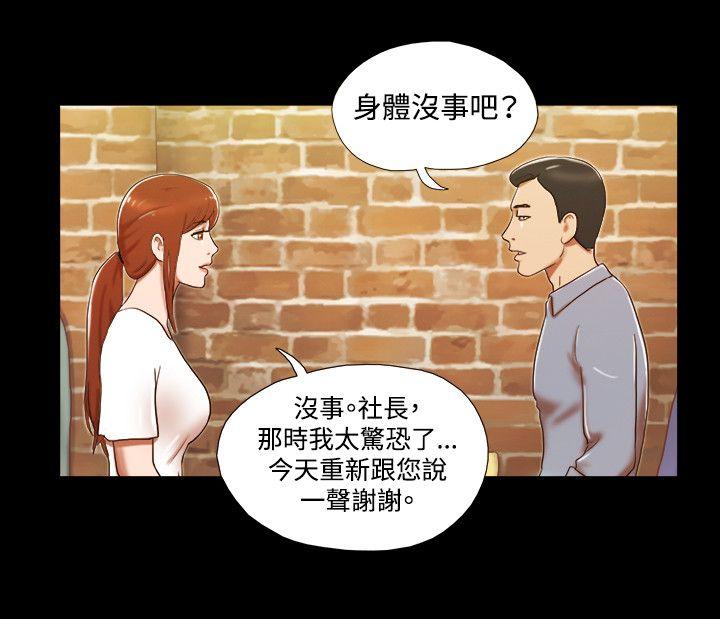 身體沒事吧？
沒事。社長，
那時我太驚恐了...
今天重新跟您說
一聲謝謝。